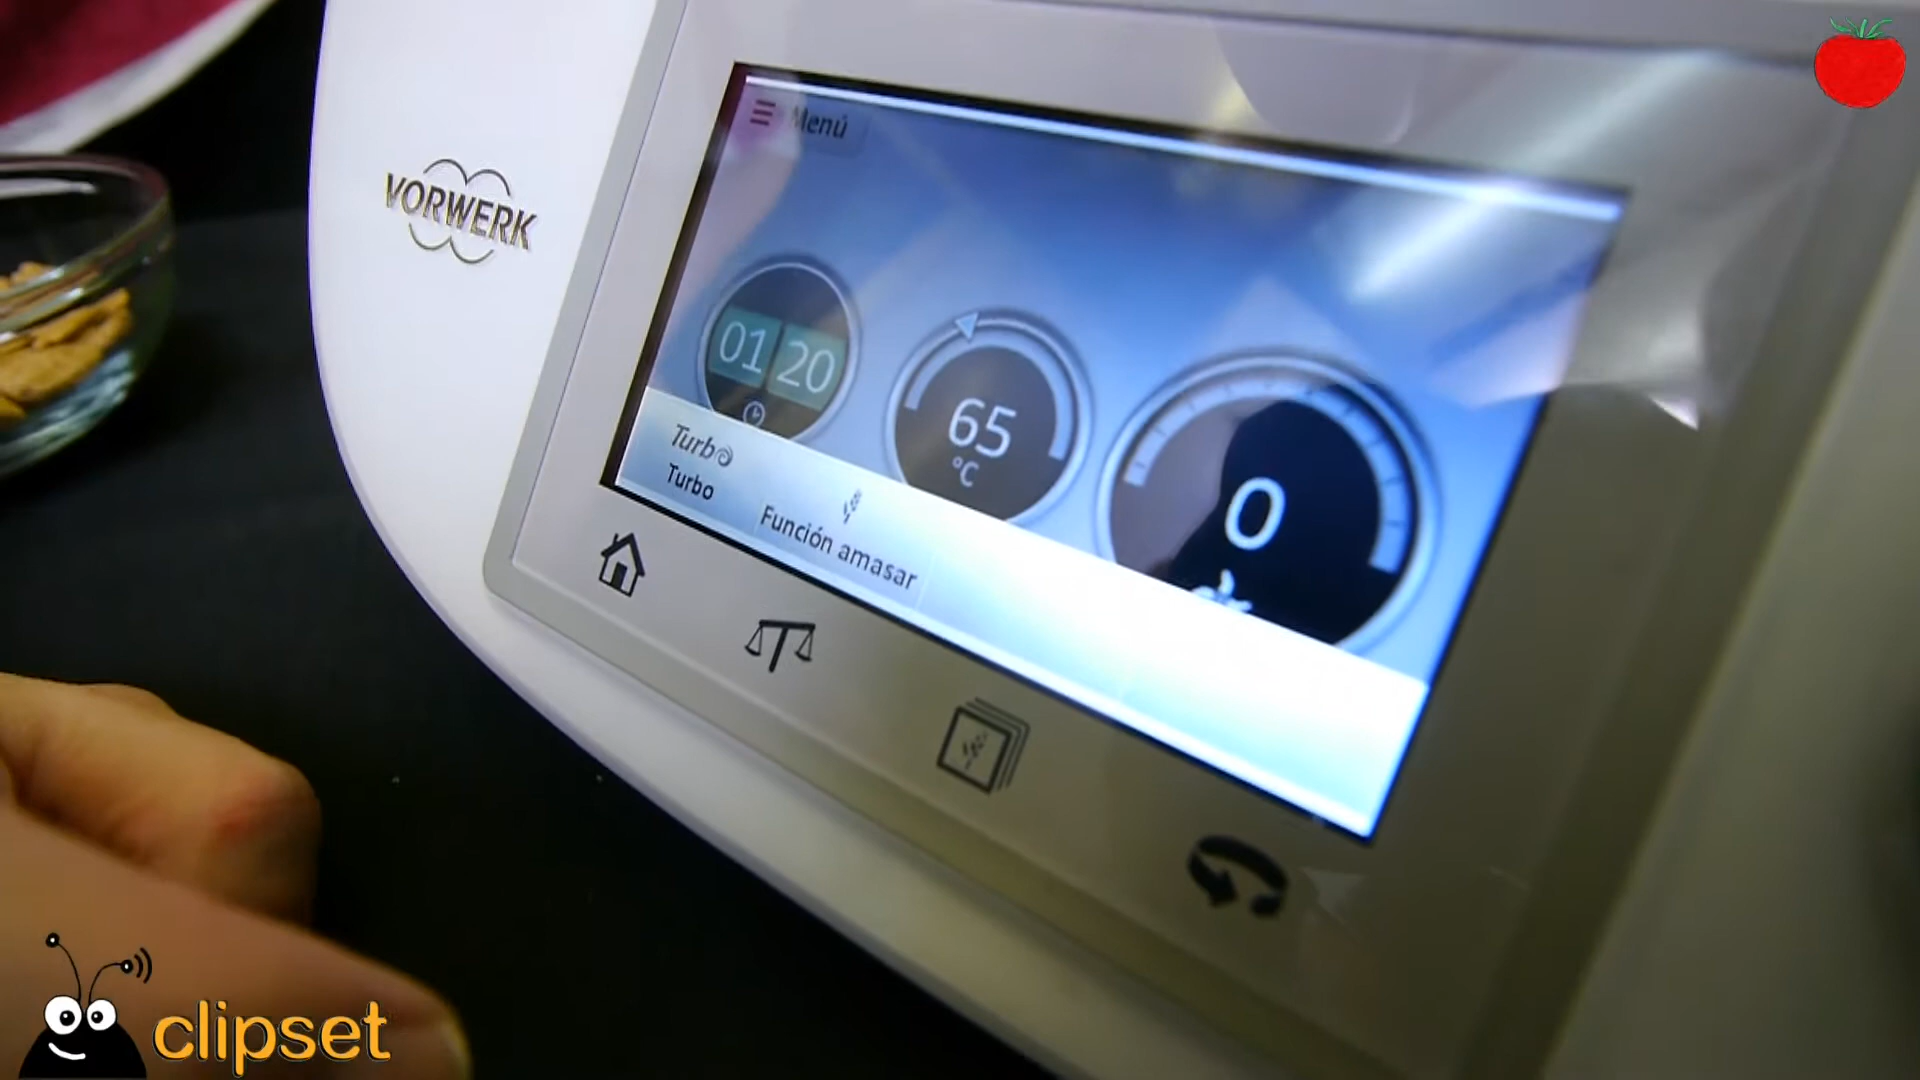 VORWERK
Menú
01 20
65
°C
0
Turbo
Turbo
Función amasar
clipset